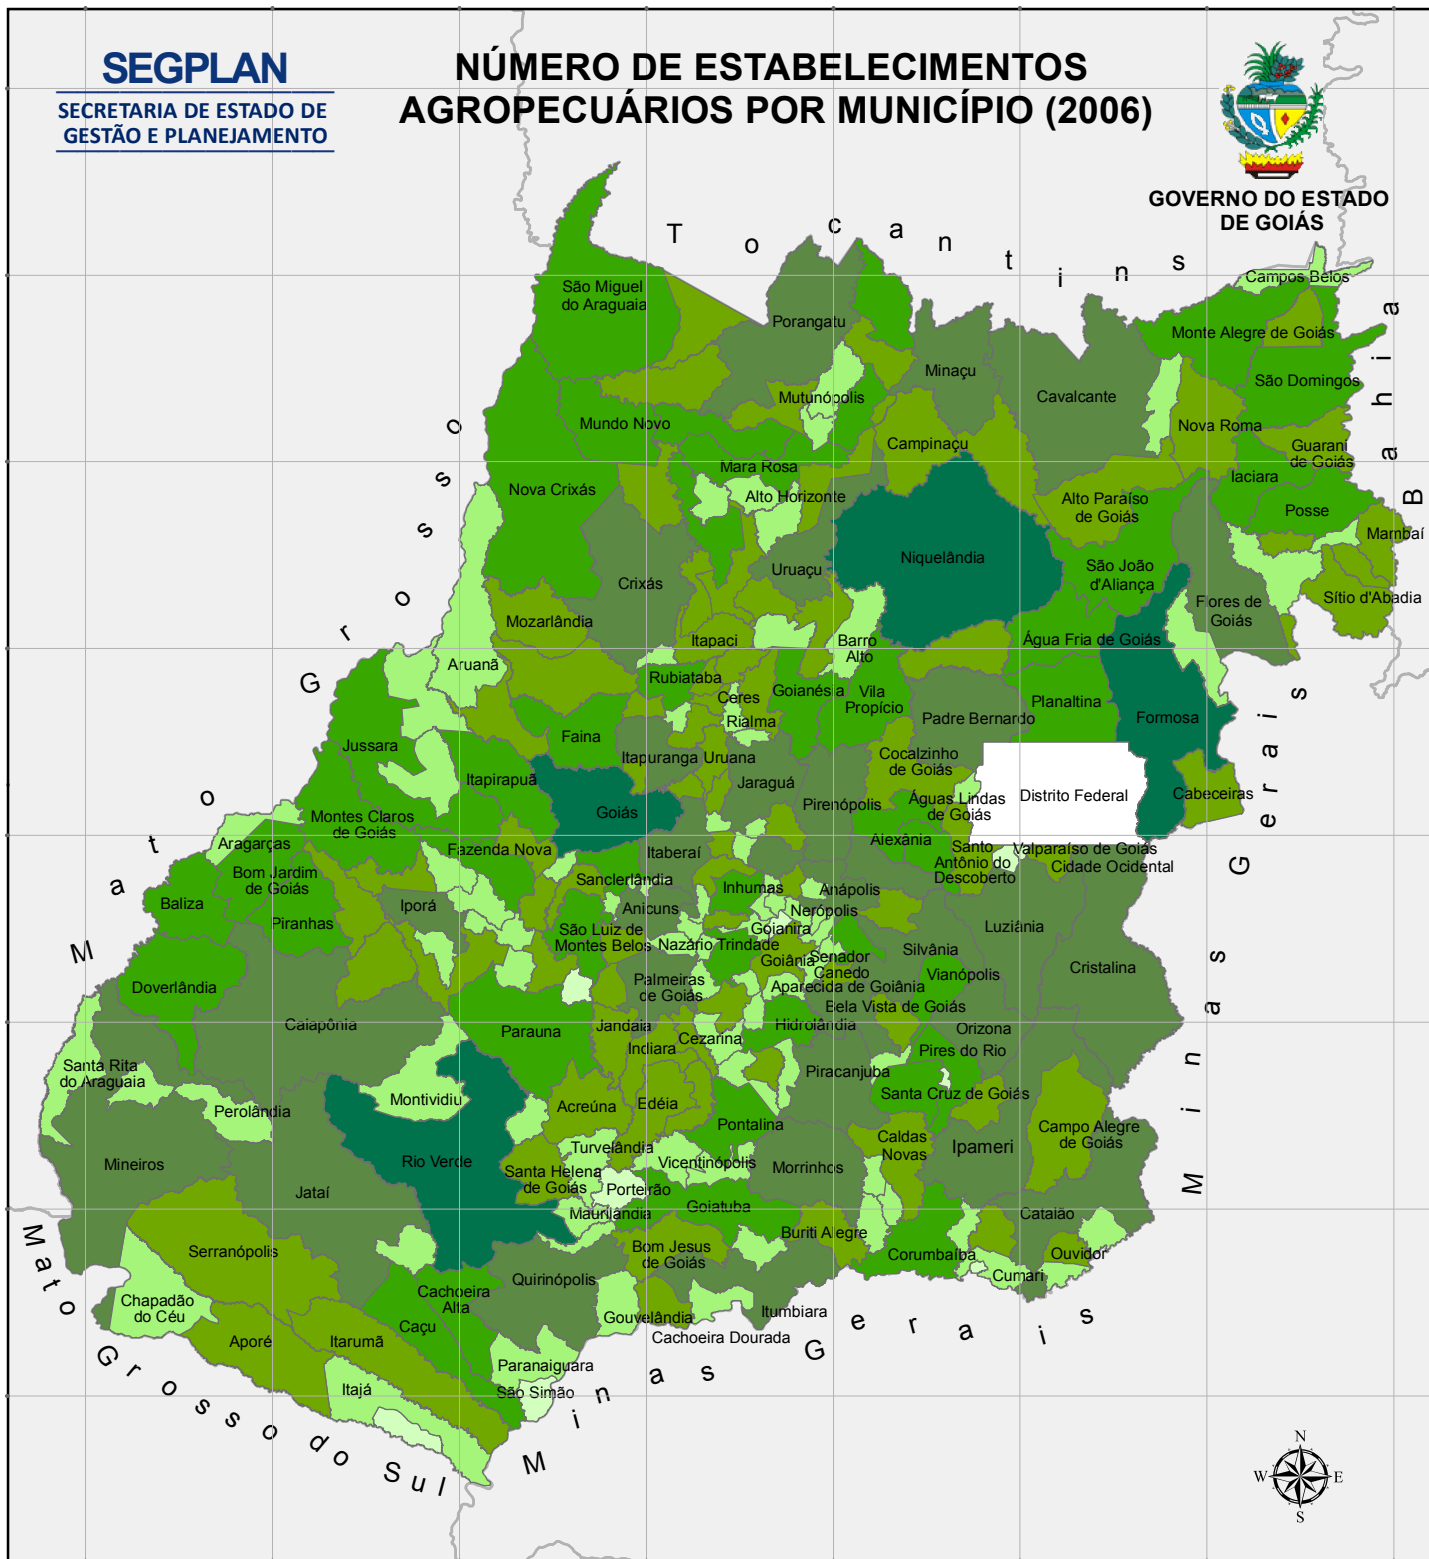 SEGPLAN
SECRETARIA DE ESTADO DE
GESTÃO E PLANEJAMENTO
NÚMERO DE ESTABELECIMENTOS
AGROPECUÁRIOS POR MUNICÍPIO (2006)
GOVERNO DO ESTADO
DE GOIÁS
Tocantins
Bahia
Mato Grosso
Minas Gerais
Mato Grosso do Sul
Minas Gerais
Campos Belos
São Miguel
do Araguaia
Porangatu
Monte Alegre de Goiás
Minaçu
São Domingos
Cavalcante
Mutunópolis
Mundo Novo
Nova Roma
Campinaçu
Guarani
de Goiás
Mara Rosa
Iaciara
Nova Crixás
Alto Horizonte
Alto Paraíso
de Goiás
Posse
Mambaí
Niquelândia
Uruaçu
São João
d'Aliança
Crixás
Sítio d'Abadia
Flores de
Goiás
Mozarlândia
Itapaci
Barro
Alto
Água Fria de Goiás
Aruanã
Rubiataba
Goianésia
Vila
Propício
Ceres
Planaltina
Rialma
Padre Bernardo
Formosa
Faina
Jussara
Itapuranga
Uruana
Cocalzinho
de Goiás
Itapirapuã
Jaraguá
Distrito Federal
Cabeceiras
Goiás
Pirenópolis
Águas Lindas
de Goiás
Montes Claros
de Goiás
Aragarças
Alexânia
Fazenda Nova
Itaberaí
Santo
Antônio do
Descoberto
Valparaíso de Goiás
Cidade Ocidental
Bom Jardim
de Goiás
Sanclerlândia
Inhumas
Anápolis
Baliza
Iporá
Anicuns
Nerópolis
Piranhas
Goianira
Luziânia
São Luiz de
Montes Belos
Nazário
Trindade
Silvânia
Goiânia
Senador
Canedo
Cristalina
Vianópolis
Doverlândia
Palmeiras
de Goiás
Aparecida de Goiânia
Bela Vista de Goiás
Caiapônia
Parauna
Jandaia
Hidrolândia
Orizona
Cezarina
Indiara
Pires do Rio
Santa Rita
do Araguaia
Piracanjuba
Santa Cruz de Goiás
Montividiu
Perolândia
Acreúna
Edéia
Pontalina
Campo Alegre
de Goiás
Caldas
Novas
Ipameri
Turvelândia
Mineiros
Rio Verde
Vicentinópolis
Morrinhos
Santa Helena
de Goiás
Jataí
Porteirão
Goiatuba
Maurilândia
Catalão
Buriti Alegre
Serranópolis
Bom Jesus
de Goiás
Corumbaíba
Ouvidor
Quirinópolis
Cumari
Cachoeira
Alta
Chapadão
do Céu
Itumbiara
Gouvelândia
Caçu
Cachoeira Dourada
Aporé
Itarumã
Paranaiguara
Itajá
São Simão
N
W
E
S